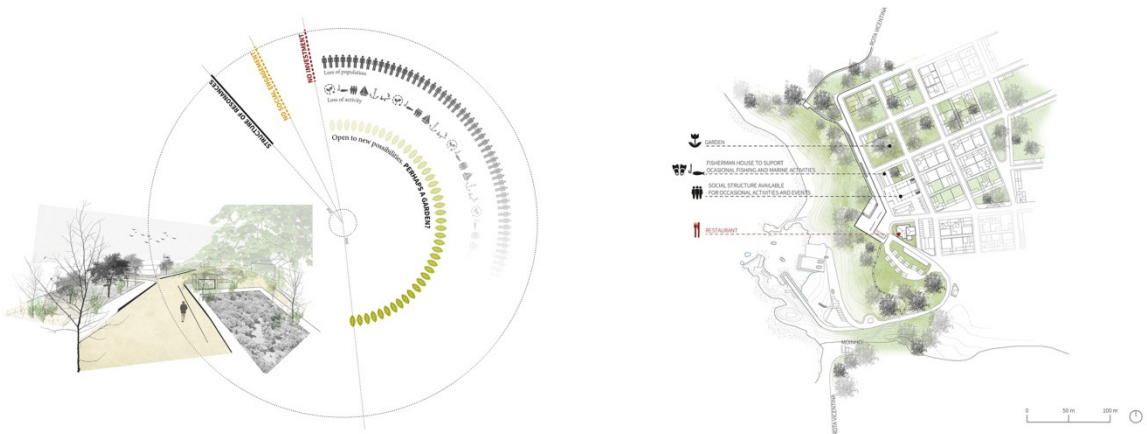 STRUCTURE OF RESONANCES
NO SOCIAL ENGAGEMENT
NO INVESTMENT
Loss of population
Loss of activity
Open to new possibilities. PERHAPS A GARDEN?
ROTA VICENTINA
GARDEN
FISHERMAN HOUSE TO SUPORT
OCASIONAL FISHING AND MARINE ACTIVITIES
SOCIAL STRUCTURE AVAILABLE
FOR OCCASIONAL ACTIVITIES AND EVENTS
RESTAURANT
MOINHO
ROTA VICENTINA
0 50 m 100 m